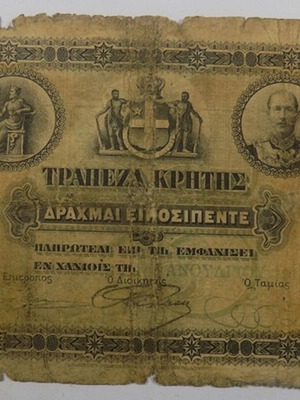 ΤΡΑΠΕΖΑ ΚΡΗΤΗΣ
ΔΡΑΧΜΑΙ ΕΙΚΟΣΙΠΕΝΤΕ
ΠΛΗΡΩΤΕΑΙ ΕΠΙ ΤΗ ΕΜΦΑΝΙΣΕΙ
ΕΝ ΧΑΝΙΟΙΣ ΤΗ
Ὁ Διοικητής Ὁ Ταμίας